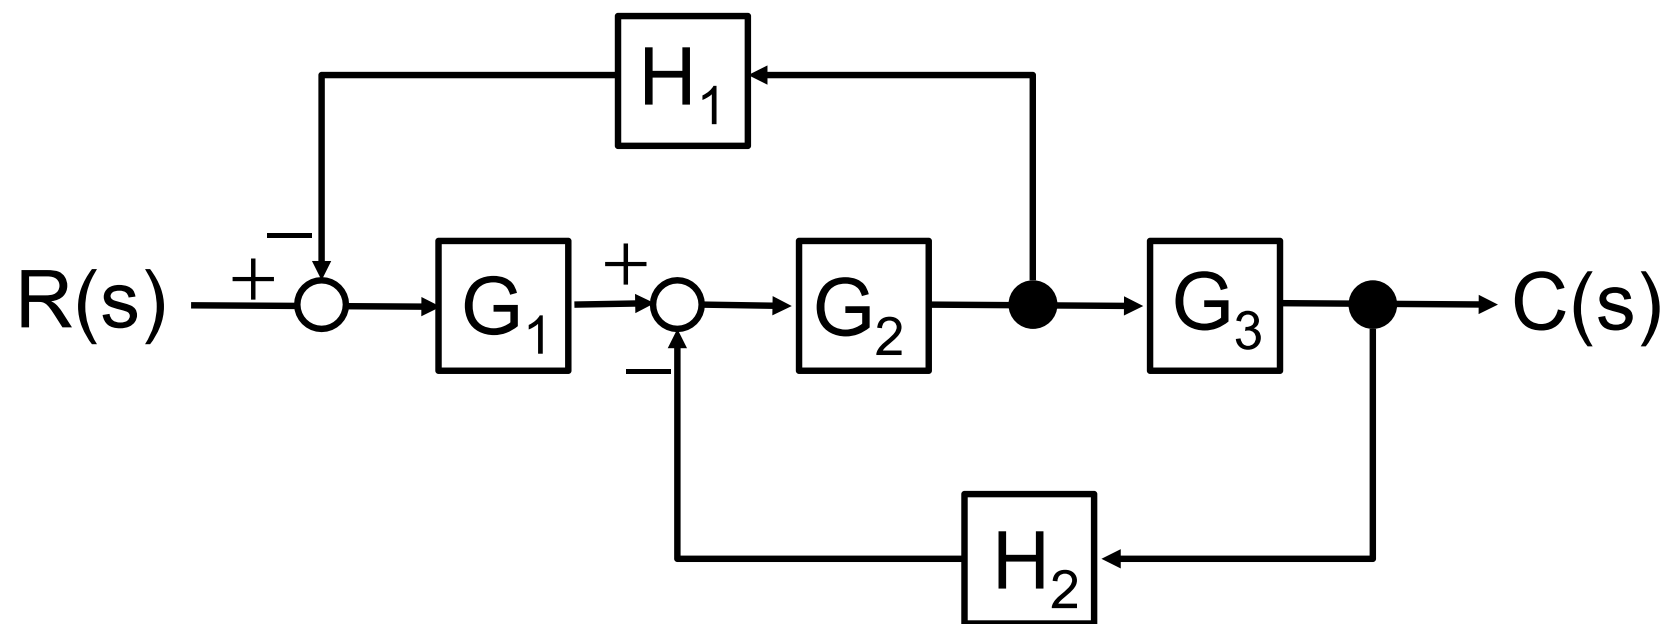 H1
−
R(s) + G1 + G2 G3 C(s)
−
H2